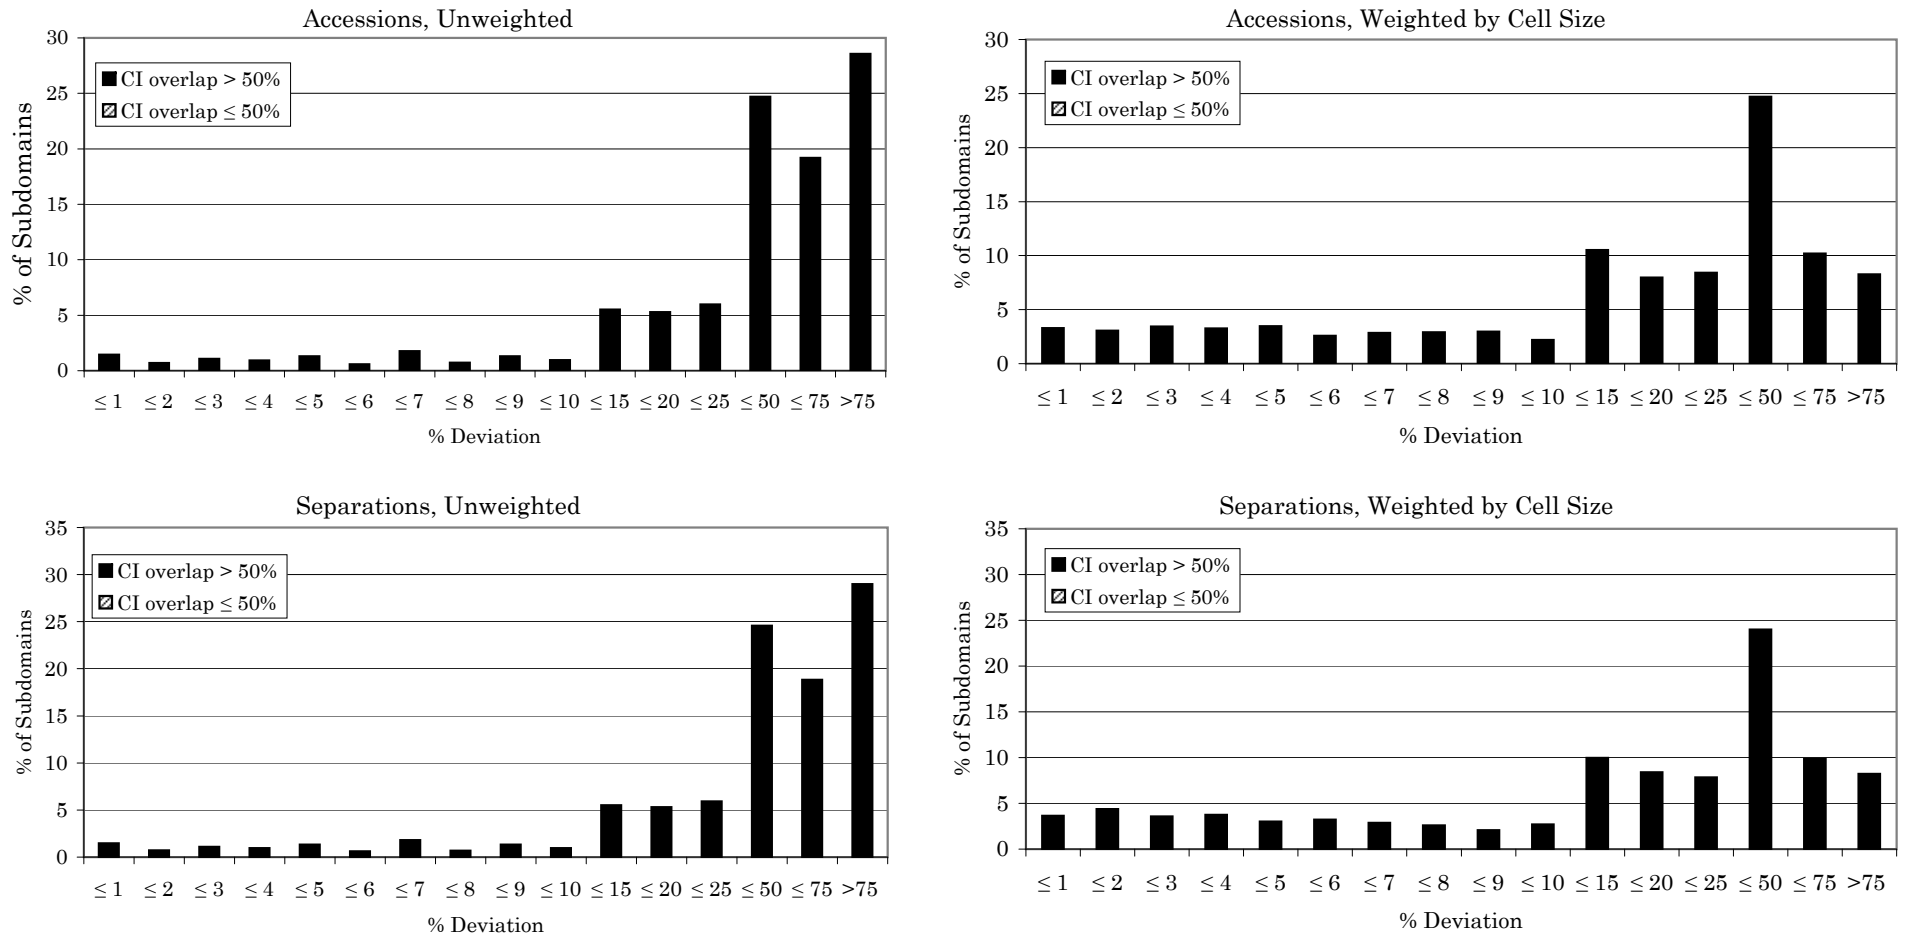 Accessions, Unweighted
% of Subdomains
30
25
20
15
10
5
0
CI overlap > 50%
CI overlap ≤ 50%
≤ 1 ≤ 2 ≤ 3 ≤ 4 ≤ 5 ≤ 6 ≤ 7 ≤ 8 ≤ 9 ≤ 10 ≤ 15 ≤ 20 ≤ 25 ≤ 50 ≤ 75 >75
% Deviation
Accessions, Weighted by Cell Size
% of Subdomains
30
25
20
15
10
5
0
CI overlap > 50%
CI overlap ≤ 50%
≤ 1 ≤ 2 ≤ 3 ≤ 4 ≤ 5 ≤ 6 ≤ 7 ≤ 8 ≤ 9 ≤ 10 ≤ 15 ≤ 20 ≤ 25 ≤ 50 ≤ 75 >75
% Deviation
Separations, Unweighted
% of Subdomains
35
30
25
20
15
10
5
0
CI overlap > 50%
CI overlap ≤ 50%
≤ 1 ≤ 2 ≤ 3 ≤ 4 ≤ 5 ≤ 6 ≤ 7 ≤ 8 ≤ 9 ≤ 10 ≤ 15 ≤ 20 ≤ 25 ≤ 50 ≤ 75 >75
% Deviation
Separations, Weighted by Cell Size
% of Subdomains
35
30
25
20
15
10
5
0
CI overlap > 50%
CI overlap ≤ 50%
≤ 1 ≤ 2 ≤ 3 ≤ 4 ≤ 5 ≤ 6 ≤ 7 ≤ 8 ≤ 9 ≤ 10 ≤ 15 ≤ 20 ≤ 25 ≤ 50 ≤ 75 >75
% Deviation